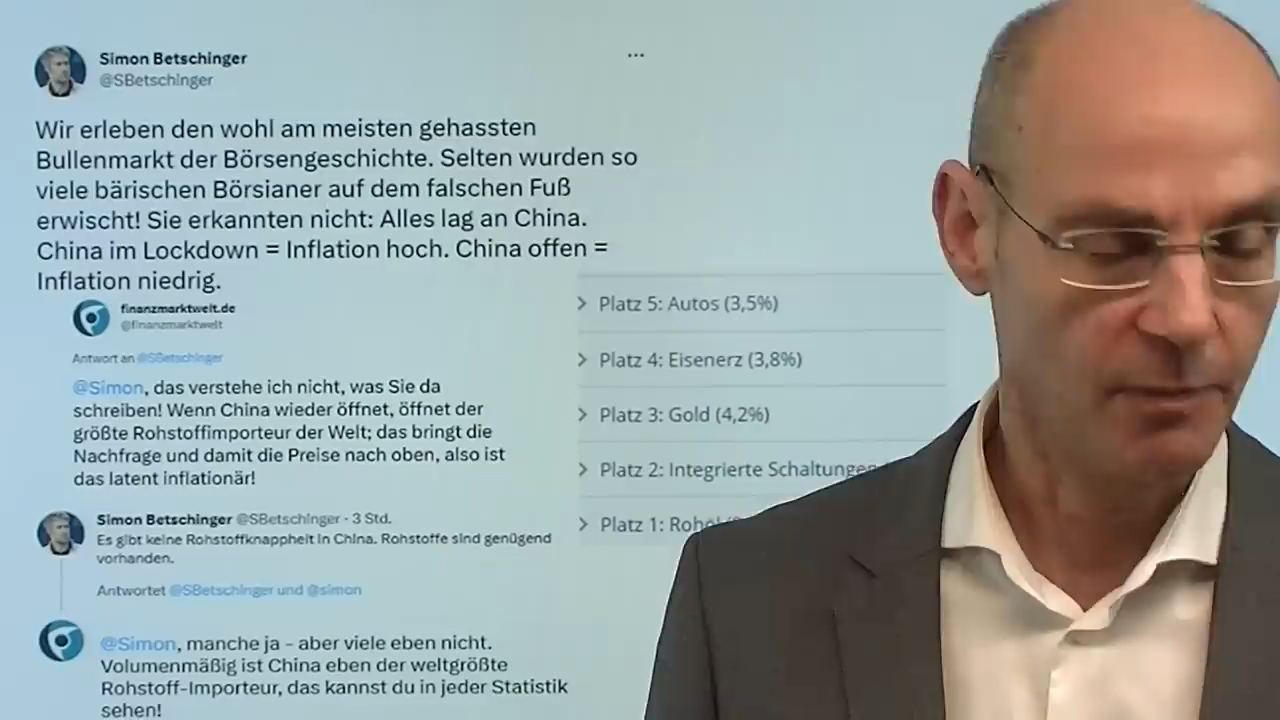 Simon Betschinger
@SBetschinger
...
Wir erleben den wohl am meisten gehassten
Bullenmarkt der Börsengeschichte. Selten wurden so
viele bärischen Börsianer auf dem falschen Fuß
erwischt! Sie erkannten nicht: Alles lag an China.
China im Lockdown = Inflation hoch. China offen =
Inflation niedrig.
finanzmarktwelt.de
@finanzmarktwelt
Antwort an @SBetschinger
@Simon, das verstehe ich nicht, was Sie da
schreiben! Wenn China wieder öffnet, öffnet der
größte Rohstoffimporteur der Welt; das bringt die
Nachfrage und damit die Preise nach oben, also ist
das latent inflationär!
Simon Betschinger @SBetschinger · 3 Std.
Es gibt keine Rohstoffknappheit in China. Rohstoffe sind genügend
vorhanden.
Antwortet @SBetschinger und @simon
@Simon, manche ja - aber viele eben nicht.
Volumenmäßig ist China eben der weltgrößte
Rohstoff-Importeur, das kannst du in jeder Statistik
sehen!
> Platz 5: Autos (3,5%)
> Platz 4: Eisenerz (3,8%)
> Platz 3: Gold (4,2%)
> Platz 2: Integrierte Schaltungen
> Platz 1: